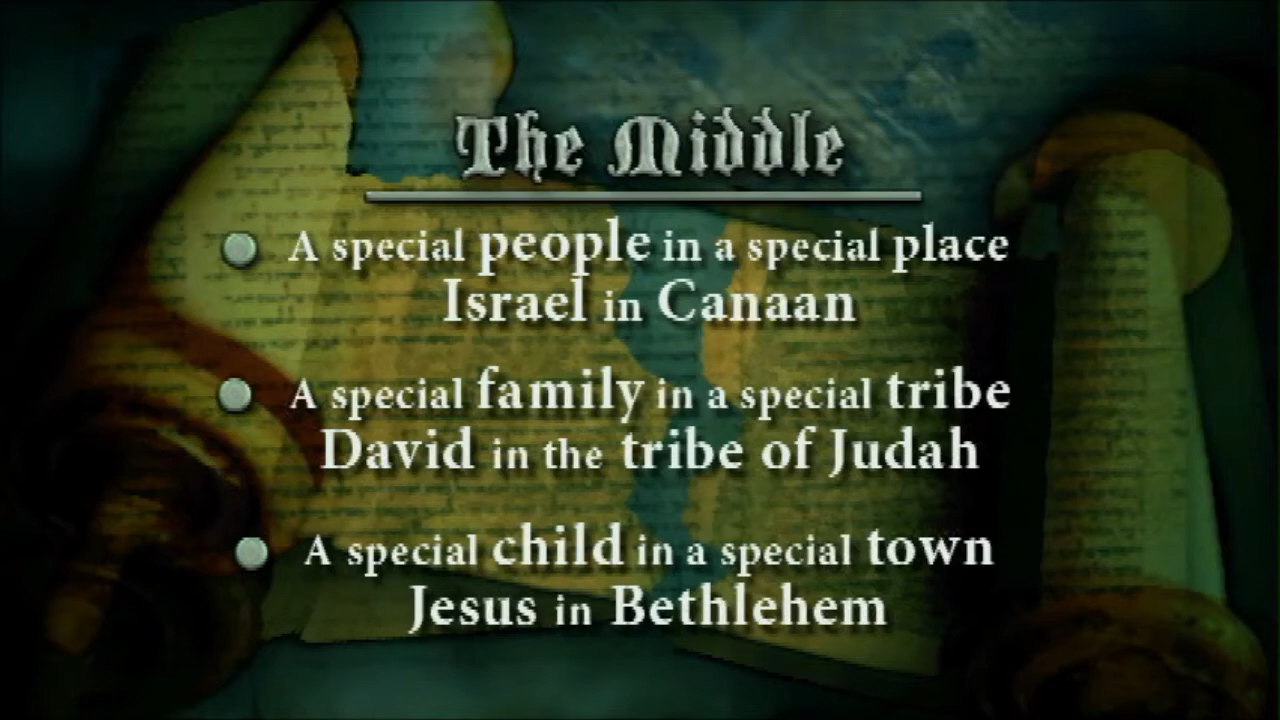 The Middle
A special people in a special place
Israel in Canaan
A special family in a special tribe
David in the tribe of Judah
A special child in a special town
Jesus in Bethlehem